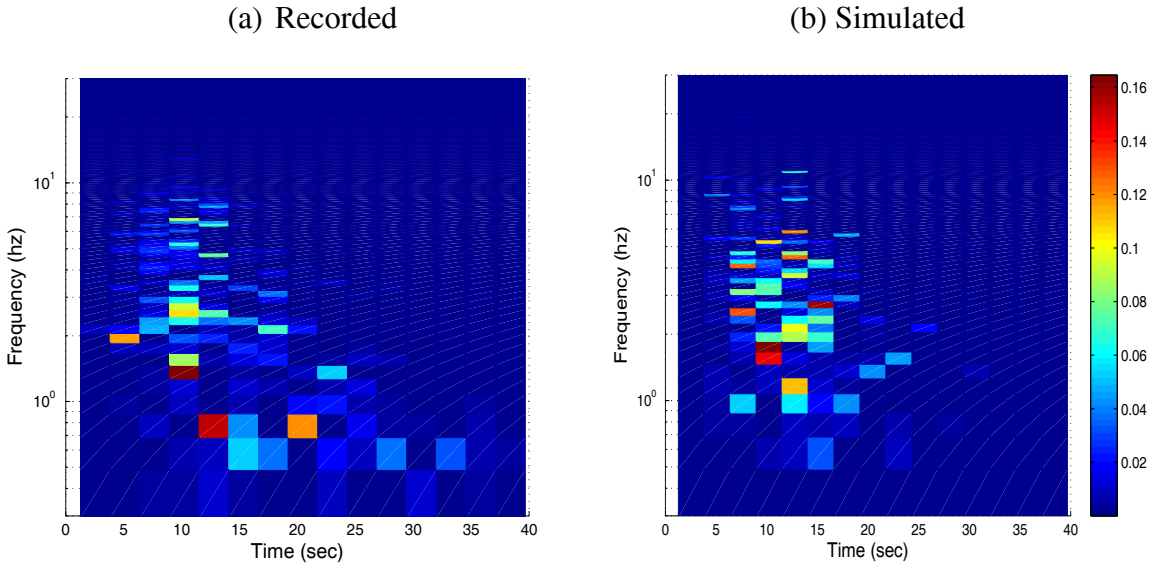 (a) Recorded
(b) Simulated
Frequency (hz)
10¹
10⁰
0 5 10 15 20 25 30 35 40
Time (sec)
Frequency (hz)
10¹
10⁰
0 5 10 15 20 25 30 35 40
Time (sec)
0.16
0.14
0.12
0.1
0.08
0.06
0.04
0.02